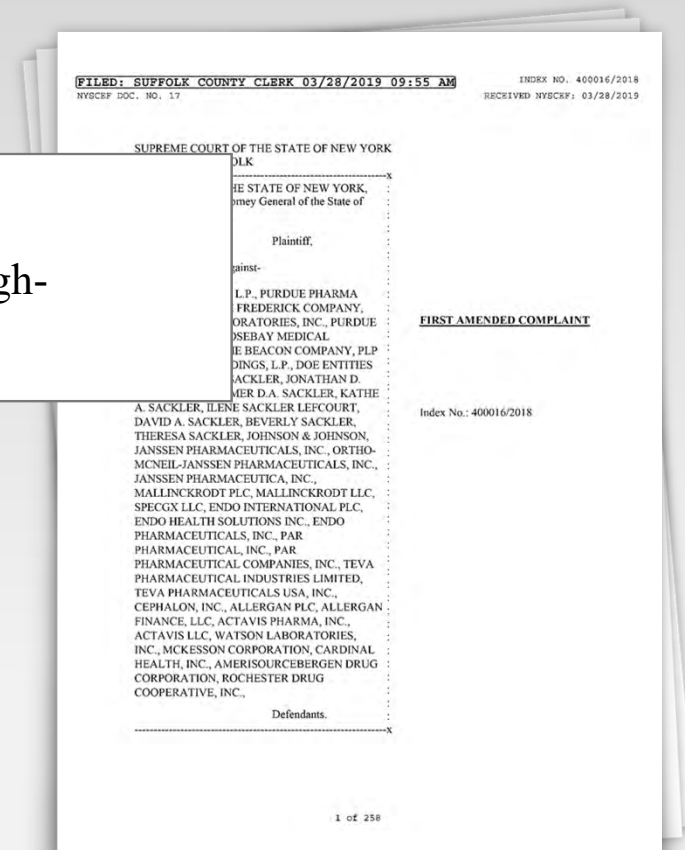 FILED: SUFFOLK COUNTY CLERK 03/28/2019 09:55 AM
INDEX NO. 400016/2018
NYSCEF DOC. NO. 17
RECEIVED NYSCEF: 03/28/2019
SUPREME COURT OF THE STATE OF NEW YORK
OLK
-----------------------------------------------------------------x
HE STATE OF NEW YORK,
orney General of the State of
Plaintiff,
gainst-
gh-
L.P., PURDUE PHARMA
FREDERICK COMPANY,
ORATORIES, INC., PURDUE
OSEBAY MEDICAL
E BEACON COMPANY, PLP
DINGS, L.P., DOE ENTITIES
SACKLER, JONATHAN D.
MER D.A. SACKLER, KATHE
A. SACKLER, ILENE SACKLER LEFCOURT,
DAVID A. SACKLER, BEVERLY SACKLER,
THERESA SACKLER, JOHNSON & JOHNSON,
JANSSEN PHARMACEUTICALS, INC., ORTHO-
MCNEIL-JANSSEN PHARMACEUTICALS, INC.,
JANSSEN PHARMACEUTICA, INC.,
MALLINCKRODT PLC, MALLINCKRODT LLC,
SPECGX LLC, ENDO INTERNATIONAL PLC,
ENDO HEALTH SOLUTIONS INC., ENDO
PHARMACEUTICALS, INC., PAR
PHARMACEUTICAL, INC., PAR
PHARMACEUTICAL COMPANIES, INC., TEVA
PHARMACEUTICAL INDUSTRIES LIMITED,
TEVA PHARMACEUTICALS USA, INC.,
CEPHALON, INC., ALLERGAN PLC, ALLERGAN
FINANCE, LLC, ACTAVIS PHARMA, INC.,
ACTAVIS LLC, WATSON LABORATORIES,
INC., MCKESSON CORPORATION, CARDINAL
HEALTH, INC., AMERISOURCEBERGEN DRUG
CORPORATION, ROCHESTER DRUG
COOPERATIVE, INC.,
Defendants.
-----------------------------------------------------------------x
FIRST AMENDED COMPLAINT
Index No.: 400016/2018
1 of 258